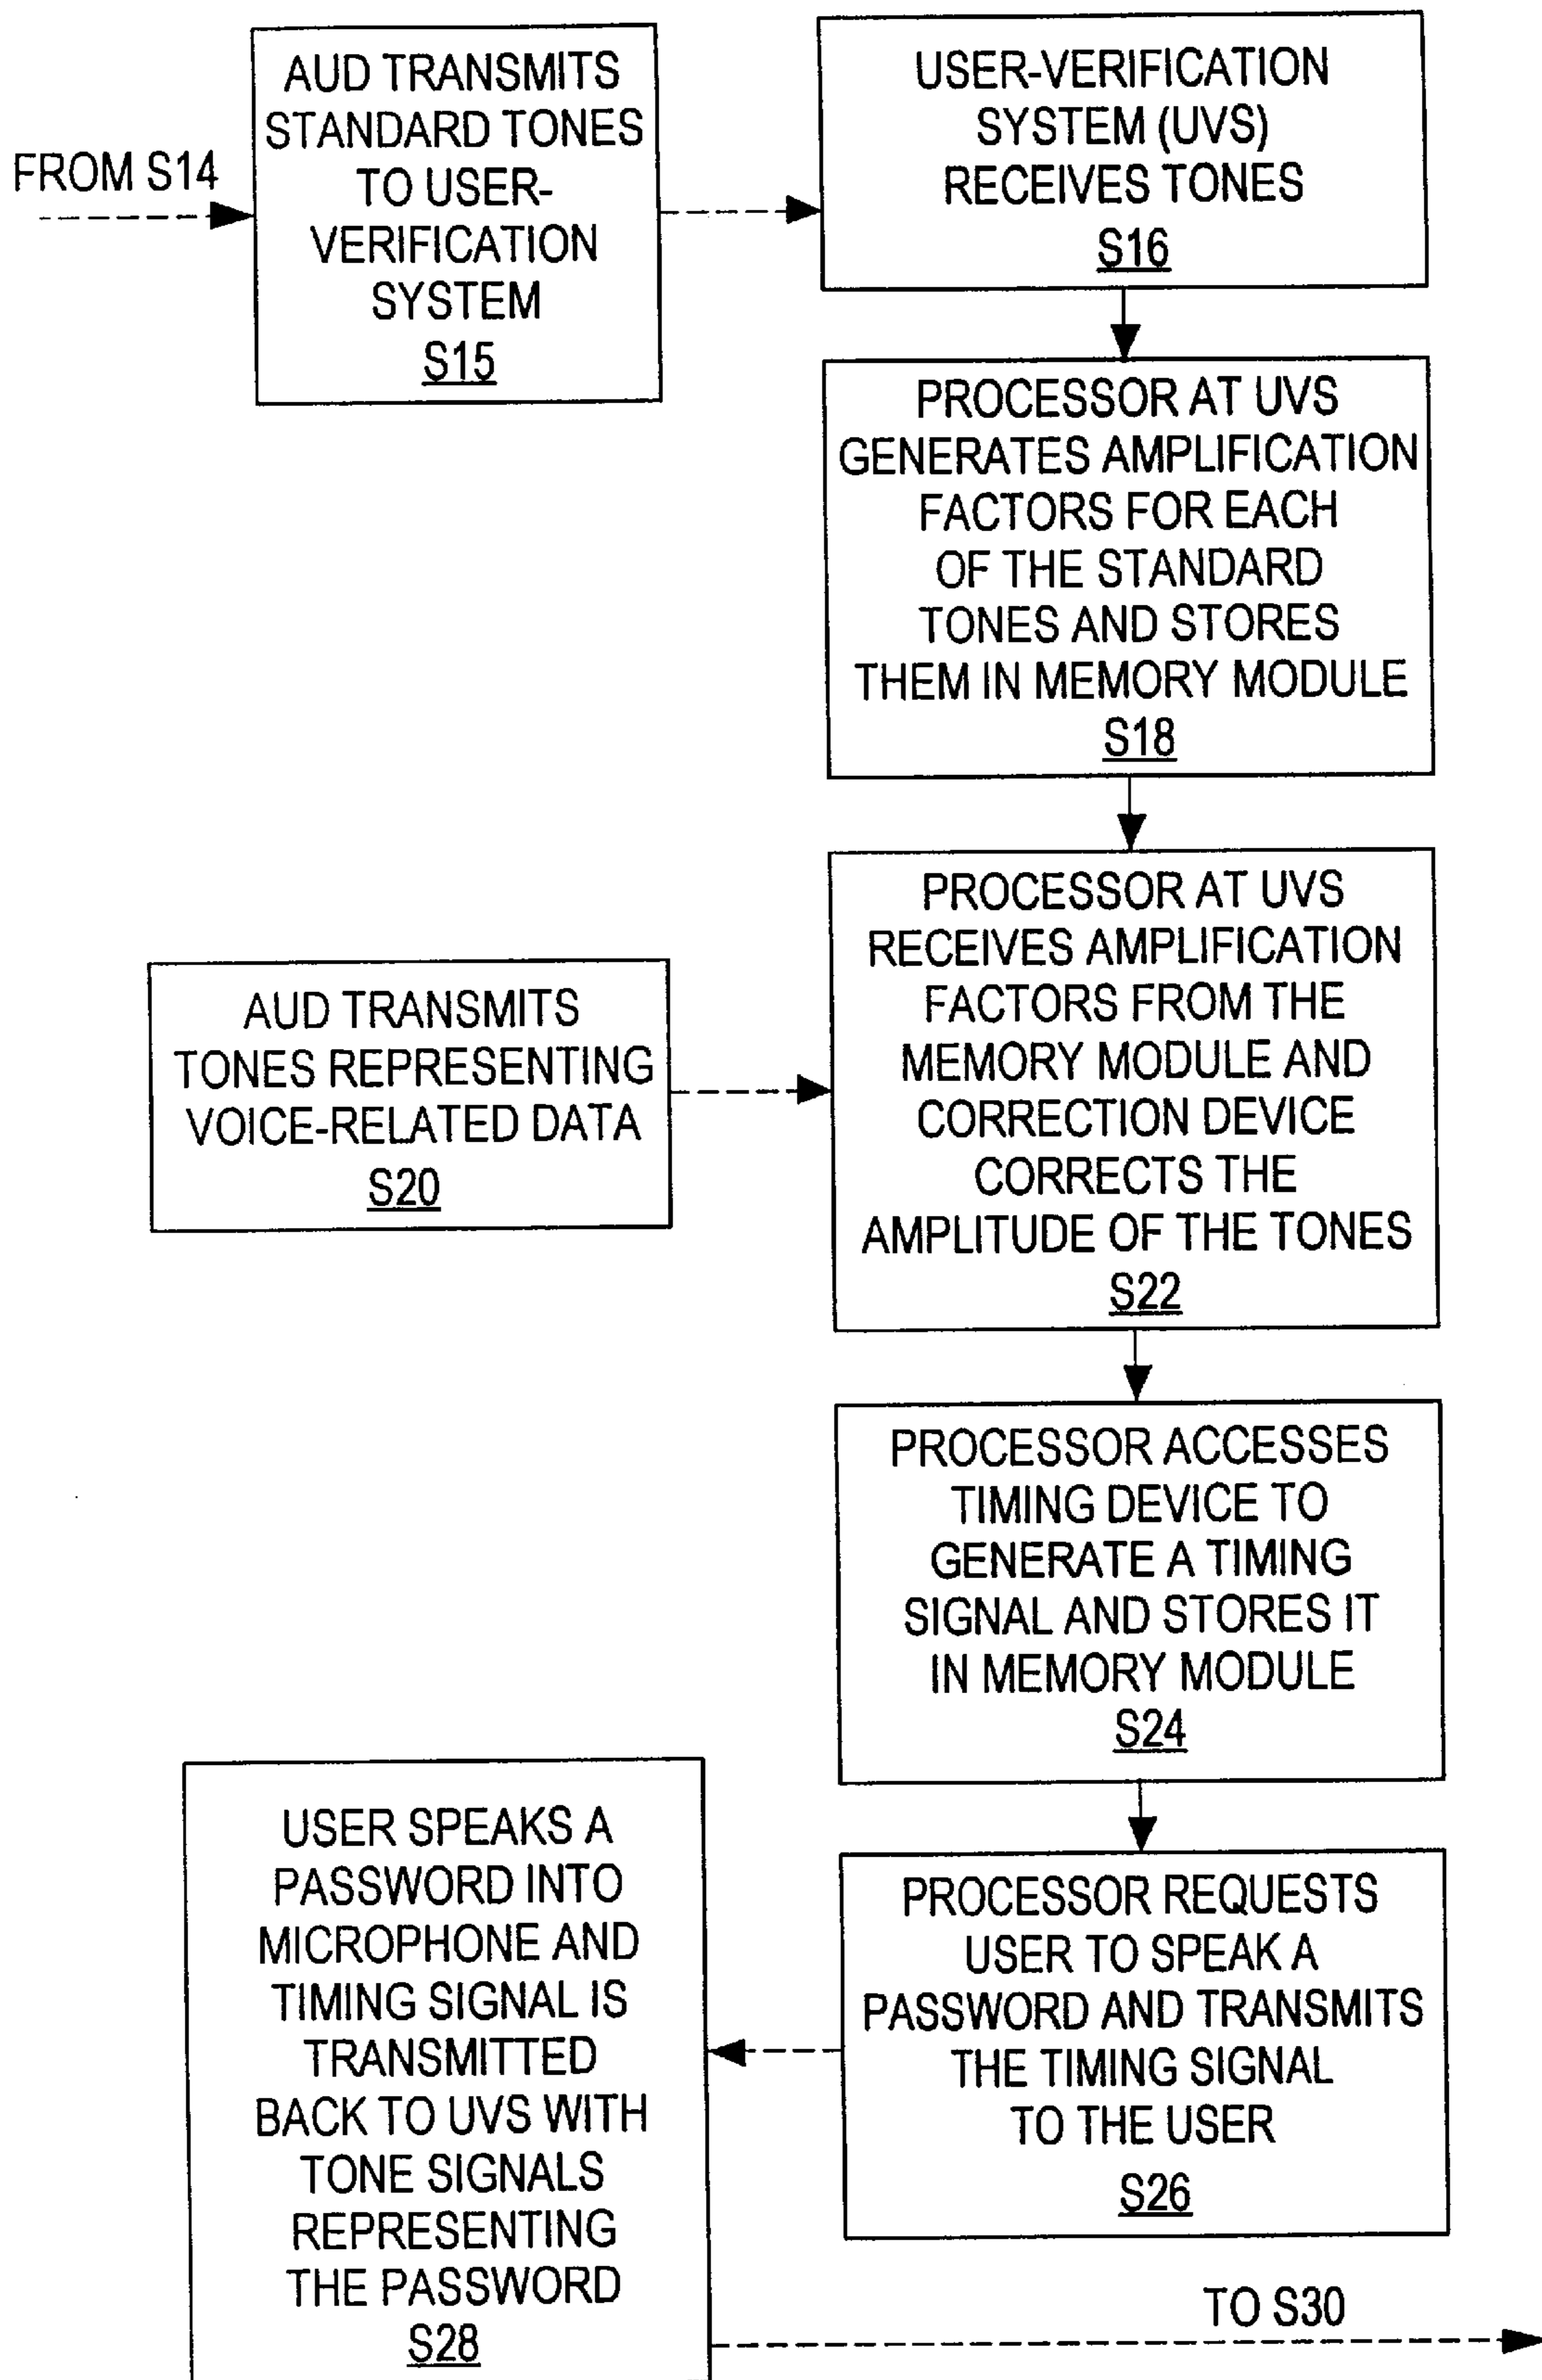 FROM S14
AUD TRANSMITS
STANDARD TONES
TO USER-
VERIFICATION
SYSTEM
S15
USER-VERIFICATION
SYSTEM (UVS)
RECEIVES TONES
S16
PROCESSOR AT UVS
GENERATES AMPLIFICATION
FACTORS FOR EACH
OF THE STANDARD
TONES AND STORES
THEM IN MEMORY MODULE
S18
AUD TRANSMITS
TONES REPRESENTING
VOICE-RELATED DATA
S20
PROCESSOR AT UVS
RECEIVES AMPLIFICATION
FACTORS FROM THE
MEMORY MODULE AND
CORRECTION DEVICE
CORRECTS THE
AMPLITUDE OF THE TONES
S22
PROCESSOR ACCESSES
TIMING DEVICE TO
GENERATE A TIMING
SIGNAL AND STORES IT
IN MEMORY MODULE
S24
PROCESSOR REQUESTS
USER TO SPEAK A
PASSWORD AND TRANSMITS
THE TIMING SIGNAL
TO THE USER
S26
USER SPEAKS A
PASSWORD INTO
MICROPHONE AND
TIMING SIGNAL IS
TRANSMITTED
BACK TO UVS WITH
TONE SIGNALS
REPRESENTING
THE PASSWORD
S28
TO S30